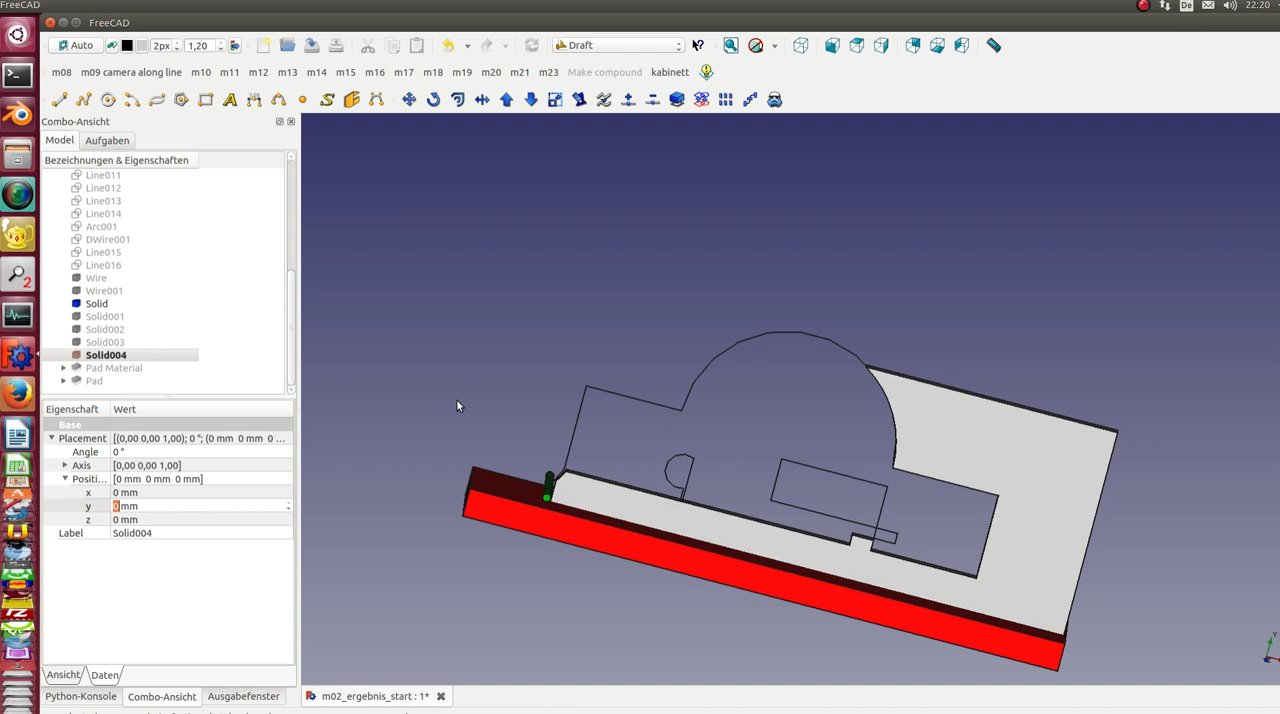 FreeCAD
De 22:20
FreeCAD
Auto 2px 1,20 Draft
m08 m09 camera along line m10 m11 m12 m13 m14 m15 m16 m17 m18 m19 m20 m21 m23 Make compound kabinett
Combo-Ansicht
Model Aufgaben
Bezeichnungen & Eigenschaften
Line011
Line012
Line013
Line014
Arc001
DWire001
Line015
Line016
Wire
Wire001
Solid
Solid001
Solid002
Solid003
Solid004
Pad Material
Pad
Eigenschaft Wert
Base
Placement [(0,00 0,00 1,00); 0 °; (0 mm 0 mm 0 ...
Angle 0 °
Axis [0,00 0,00 1,00]
Positi... [0 mm 0 mm 0 mm]
x 0 mm
y 0 mm
z 0 mm
Label Solid004
Ansicht Daten
Python-Konsole Combo-Ansicht Ausgabefenster
m02_ergebnis_start : 1*